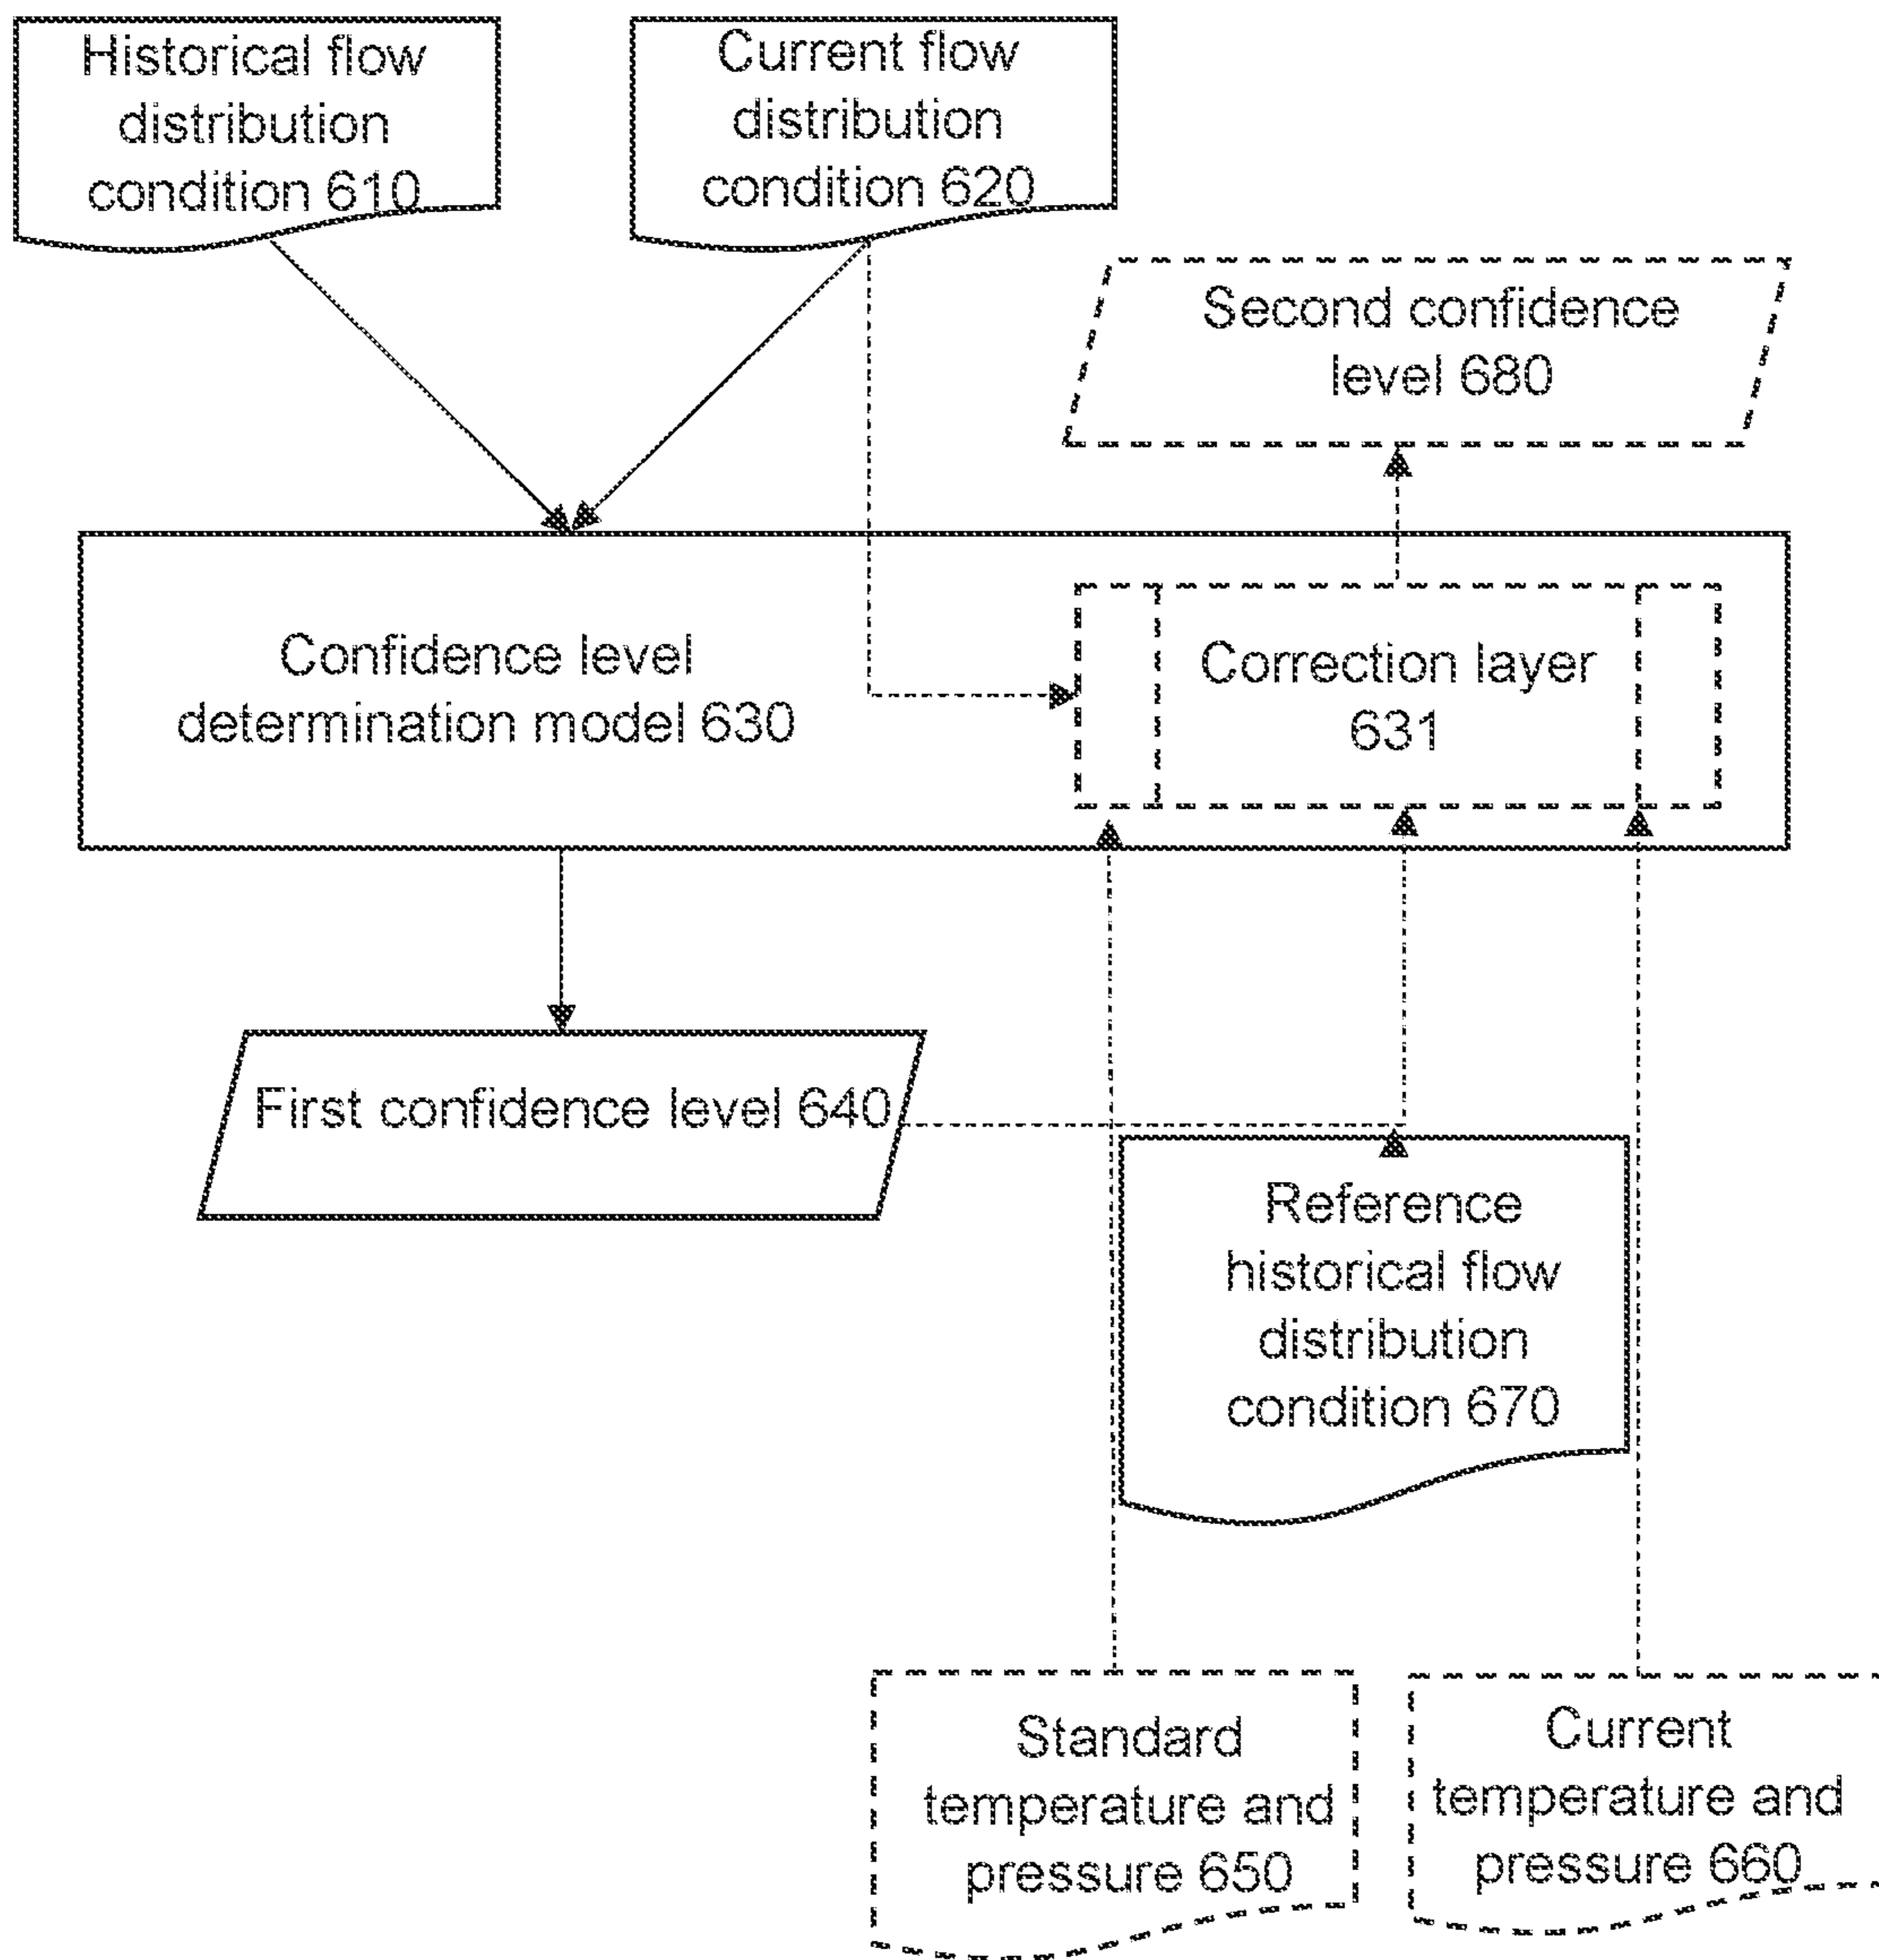 Historical flow
distribution
condition 610
Current flow
distribution
condition 620
Second confidence
level 680
Confidence level
determination model 630
Correction layer
631
First confidence level 640
Reference
historical flow
distribution
condition 670
Standard
temperature and
pressure 650
Current
temperature and
pressure 660